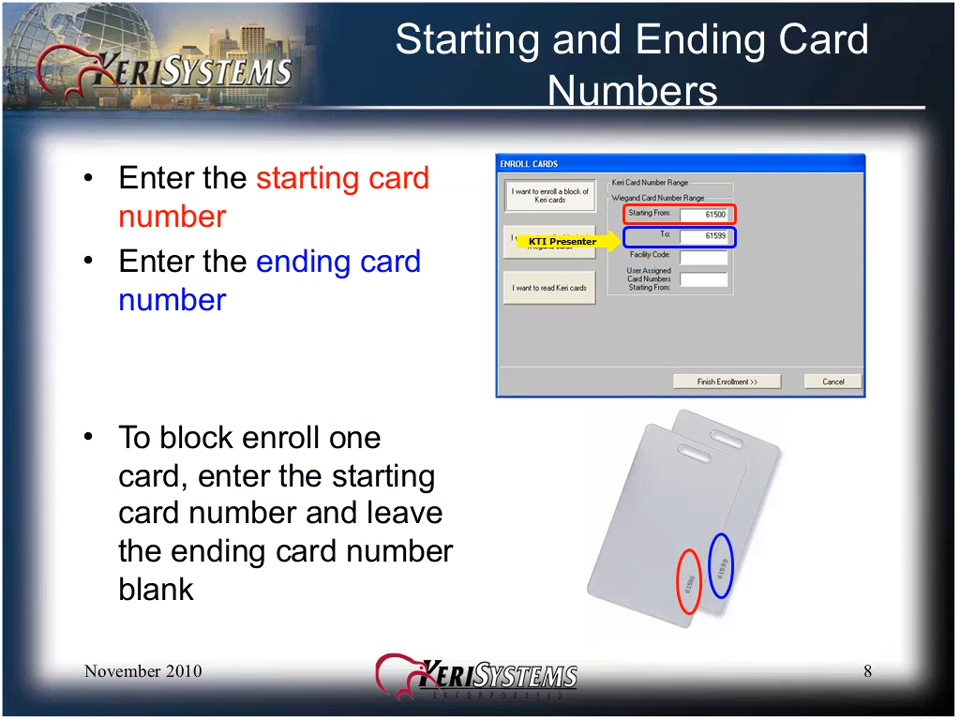 KERISYSTEMS
Starting and Ending Card
Numbers
• Enter the starting card
number
• Enter the ending card
number
• To block enroll one
card, enter the starting
card number and leave
the ending card number
blank
ENROLL CARDS
I want to enroll a block of
Keri cards
I want to read Keri cards
Keri Card Number Range
Wiegand Card Number Range
Starting From: 61500
KTI Presenter
To: 61599
Facility Code:
User Assigned
Card Numbers
Starting From:
Finish Enrollment >>
Cancel
61500
61599
November 2010
KERISYSTEMS
INCORPORATED
8